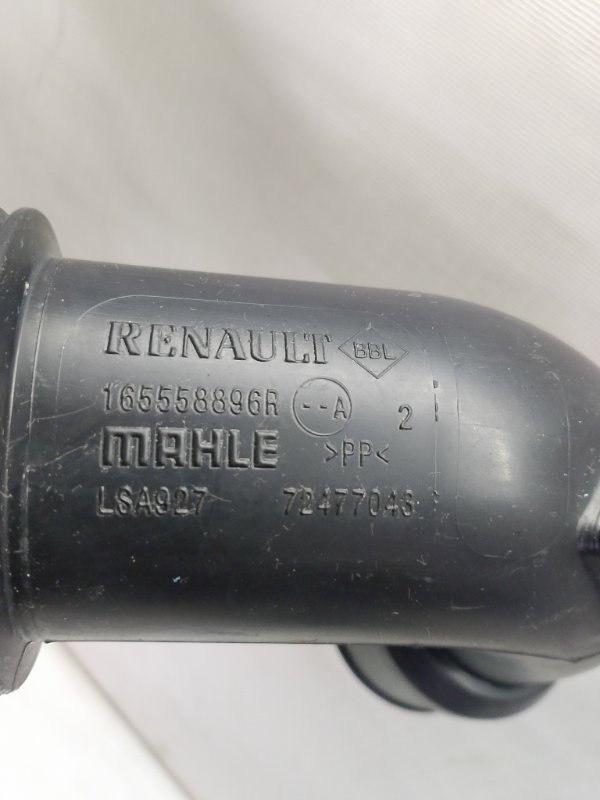 RENAULT BBL
165558896R --A 2
MAHLE >PP<
LSA927 72477043